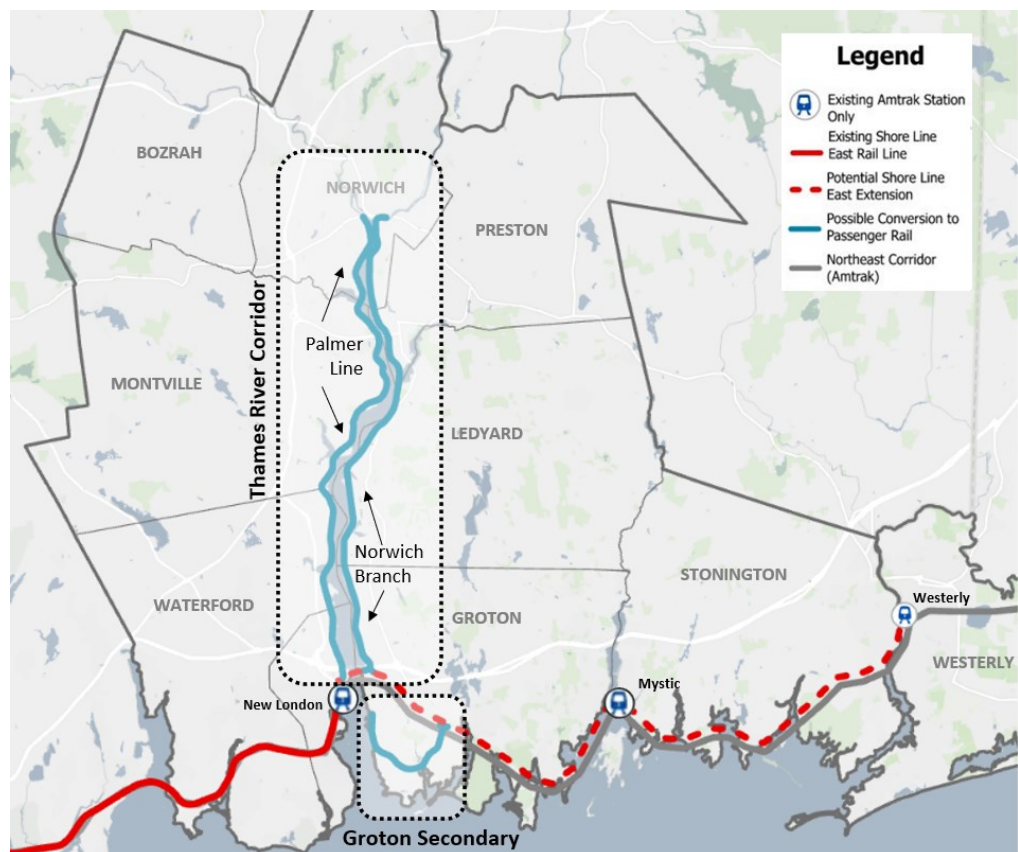 Legend
Existing Amtrak Station
Only
Existing Shore Line
East Rail Line
Potential Shore Line
East Extension
Possible Conversion to
Passenger Rail
Northeast Corridor
(Amtrak)
BOZRAH
NORWICH
PRESTON
Thames River Corridor
Palmer
Line
MONTVILLE
LEDYARD
Norwich
Branch
STONINGTON
WATERFORD
GROTON
Westerly
WESTERLY
Mystic
New London
Groton Secondary